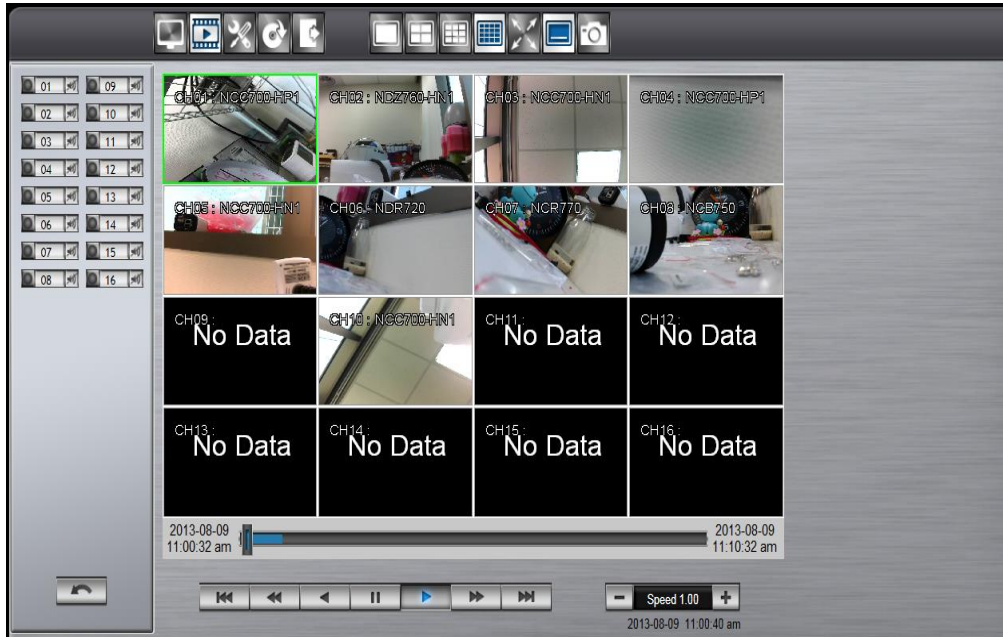 01 09
02 10
03 11
04 12
05 13
06 14
07 15
08 16
CH01 : NCC700-HP1
CH02 : NDZ760-HN1
CH03 : NCC700-HN1
CH04 : NCC700-HP1
CH05 : NCC700-HN1
CH06 : NDR720
CH07 : NCR770
CH08 : NCB750
CH09 :
No Data
CH10 : NCC700-HN1
CH11 :
No Data
CH12 :
No Data
CH13 :
No Data
CH14 :
No Data
CH15 :
No Data
CH16 :
No Data
2013-08-09
11:00:32 am
2013-08-09
11:10:32 am
Speed 1.00
2013-08-09 11:00:40 am